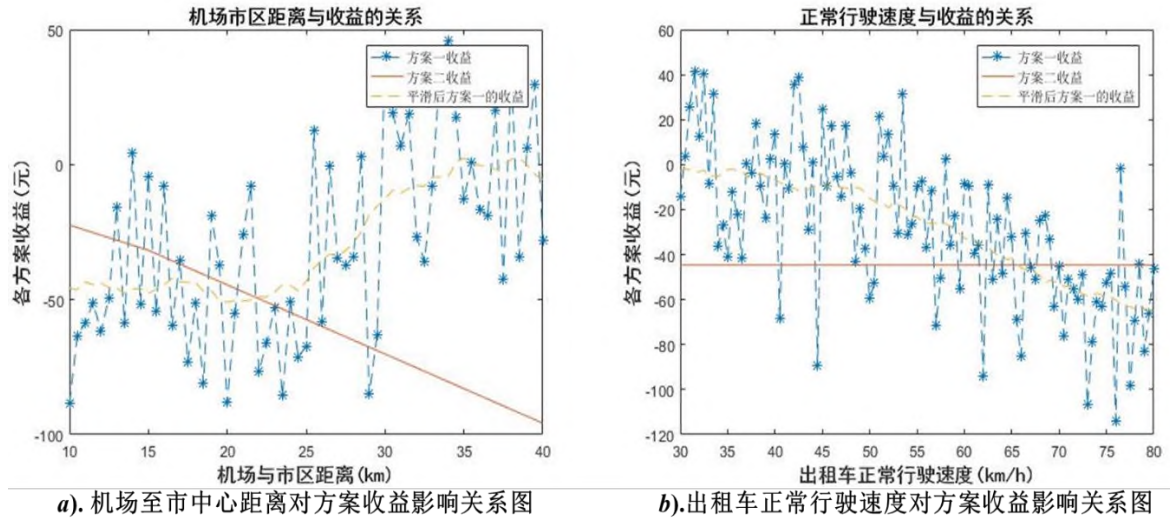 机场市区距离与收益的关系
50
0
-50
-100
各方案收益(元)
方案一收益
方案二收益
平滑后方案一的收益
10 15 20 25 30 35 40
机场与市区距离(km)
a). 机场至市中心距离对方案收益影响关系图
正常行驶速度与收益的关系
60
40
20
0
-20
-40
-60
-80
-100
-120
各方案收益(元)
方案一收益
方案二收益
平滑后方案一的收益
30 35 40 45 50 55 60 65 70 75 80
出租车正常行驶速度(km/h)
b).出租车正常行驶速度对方案收益影响关系图